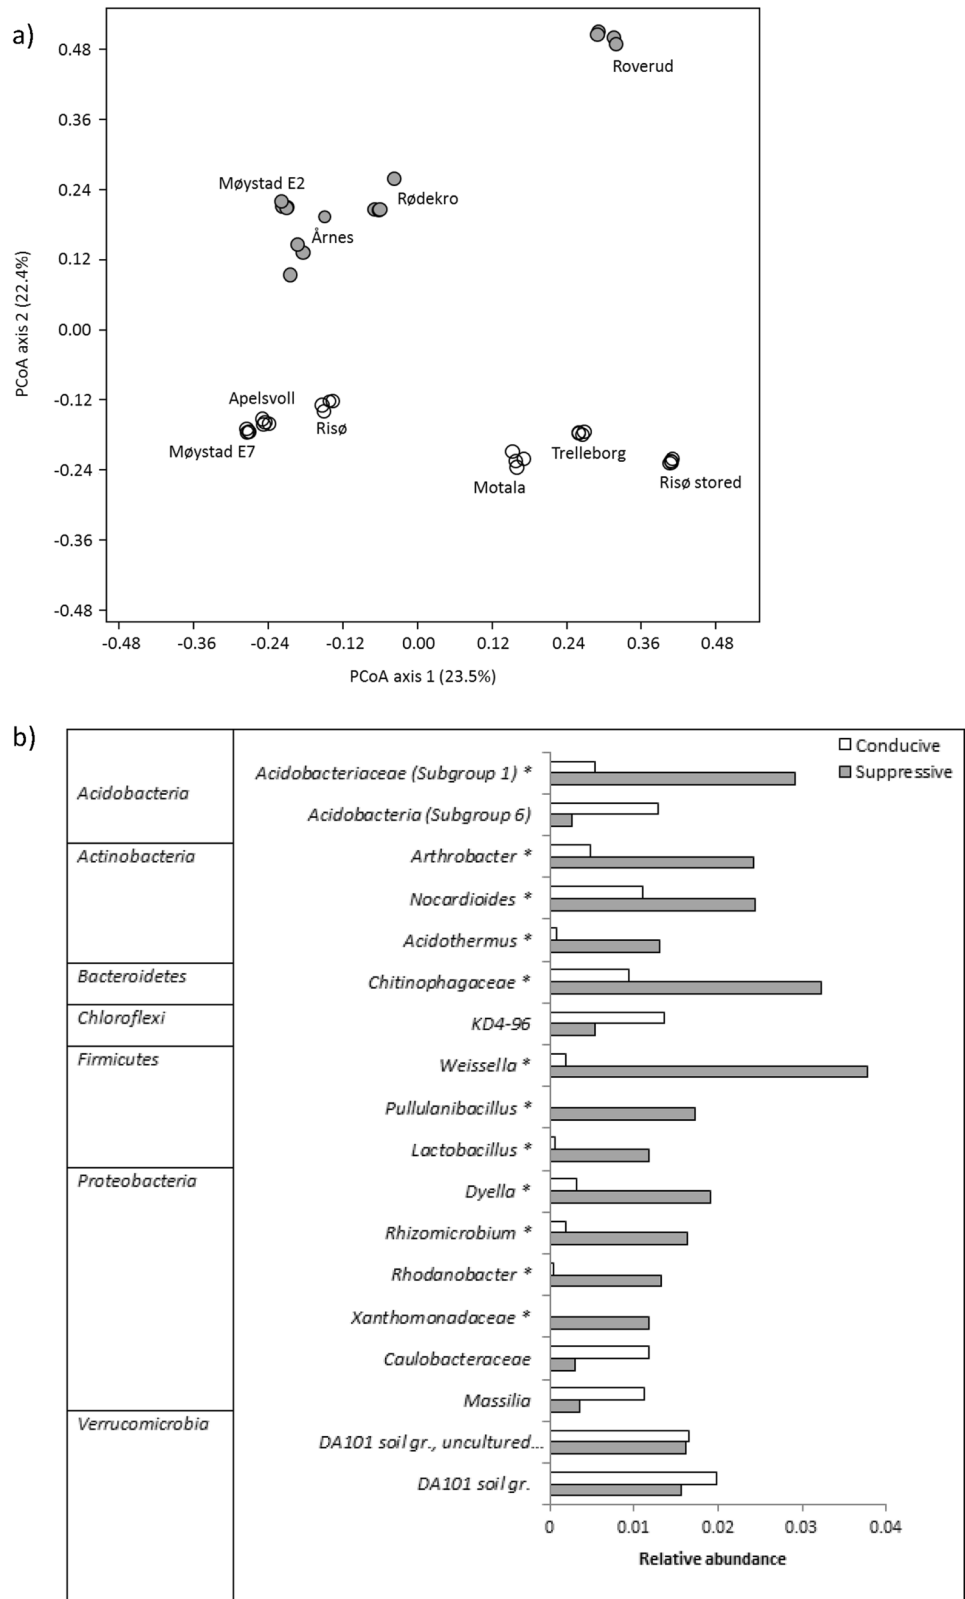 a)
0.48
0.36
0.24
0.12
0.00
-0.12
-0.24
-0.36
-0.48
PCoA axis 2 (22.4%)
Roverud
Møystad E2
Rødekro
Årnes
Apelsvoll
Risø
Møystad E7
Trelleborg
Motala
Risø stored
-0.48 -0.36 -0.24 -0.12 0.00 0.12 0.24 0.36 0.48
PCoA axis 1 (23.5%)
b)
Conducive
Suppressive
Acidobacteria
Acidobacteriaceae (Subgroup 1) *
Acidobacteria (Subgroup 6)
Actinobacteria
Arthrobacter *
Nocardioides *
Acidothermus *
Bacteroidetes
Chitinophagaceae *
Chloroflexi
KD4-96
Firmicutes
Weissella *
Pullulanibacillus *
Lactobacillus *
Proteobacteria
Dyella *
Rhizomicrobium *
Rhodanobacter *
Xanthomonadaceae *
Caulobacteraceae
Massilia
Verrucomicrobia
DA101 soil gr., uncultured...
DA101 soil gr.
0 0.01 0.02 0.03 0.04
Relative abundance